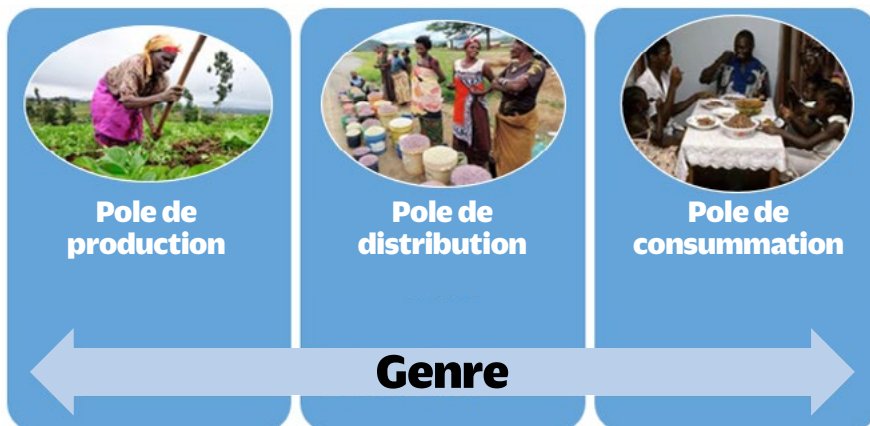 Pole de
production
Pole de
distribution
Pole de
consummation
Genre